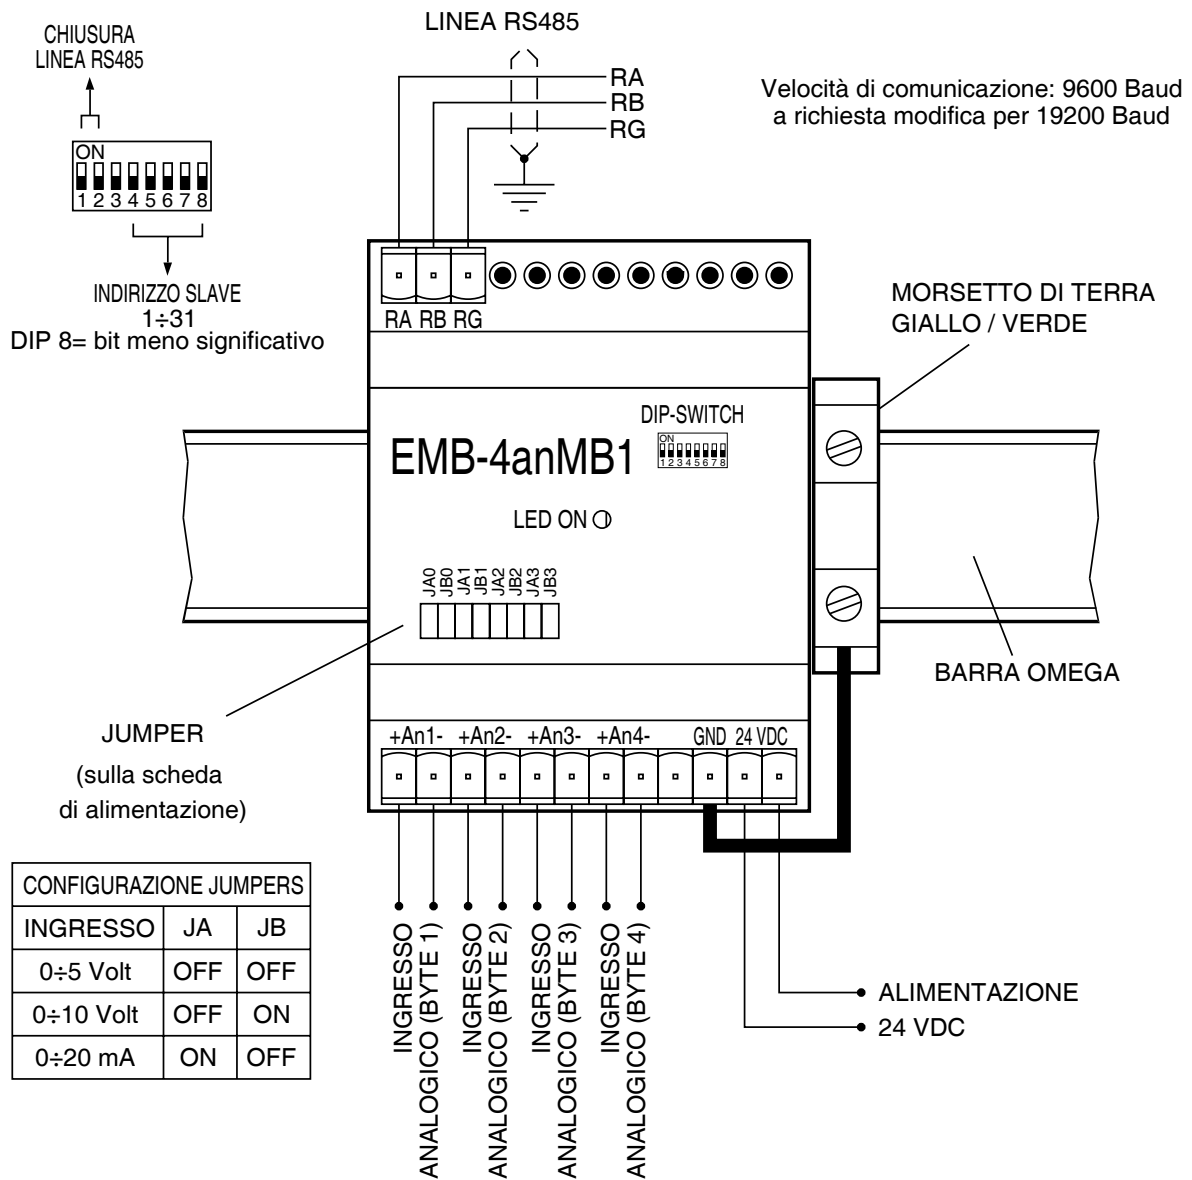 LINEA RS485
CHIUSURA
LINEA RS485
RA
RB
RG
Velocità di comunicazione: 9600 Baud
a richiesta modifica per 19200 Baud
ON
1 2 3 4 5 6 7 8
INDIRIZZO SLAVE
1÷31
DIP 8= bit meno significativo
RA RB RG
MORSETTO DI TERRA
GIALLO / VERDE
DIP-SWITCH
ON
1 2 3 4 5 6 7 8
EMB-4anMB1
LED ON
JA0
JB0
JA1
JB1
JA2
JB2
JA3
JB3
BARRA OMEGA
JUMPER
(sulla scheda
di alimentazione)
+An1- +An2- +An3- +An4- GND 24 VDC
CONFIGURAZIONE JUMPERS
INGRESSO JA JB
0÷5 Volt OFF OFF
0÷10 Volt OFF ON
0÷20 mA ON OFF
INGRESSO
ANALOGICO (BYTE 1)
INGRESSO
ANALOGICO (BYTE 2)
INGRESSO
ANALOGICO (BYTE 3)
INGRESSO
ANALOGICO (BYTE 4)
ALIMENTAZIONE
24 VDC